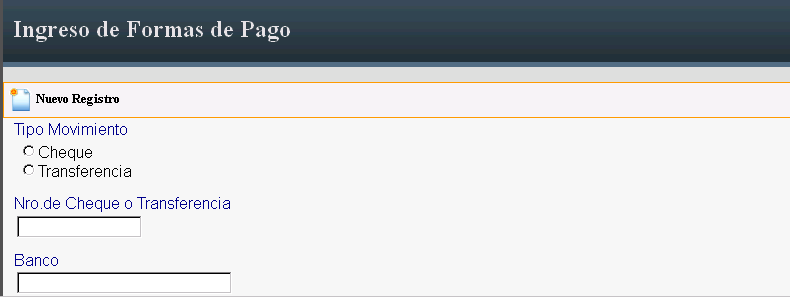 Ingreso de Formas de Pago
Nuevo Registro
Tipo Movimiento
Cheque
Transferencia
Nro.de Cheque o Transferencia
Banco